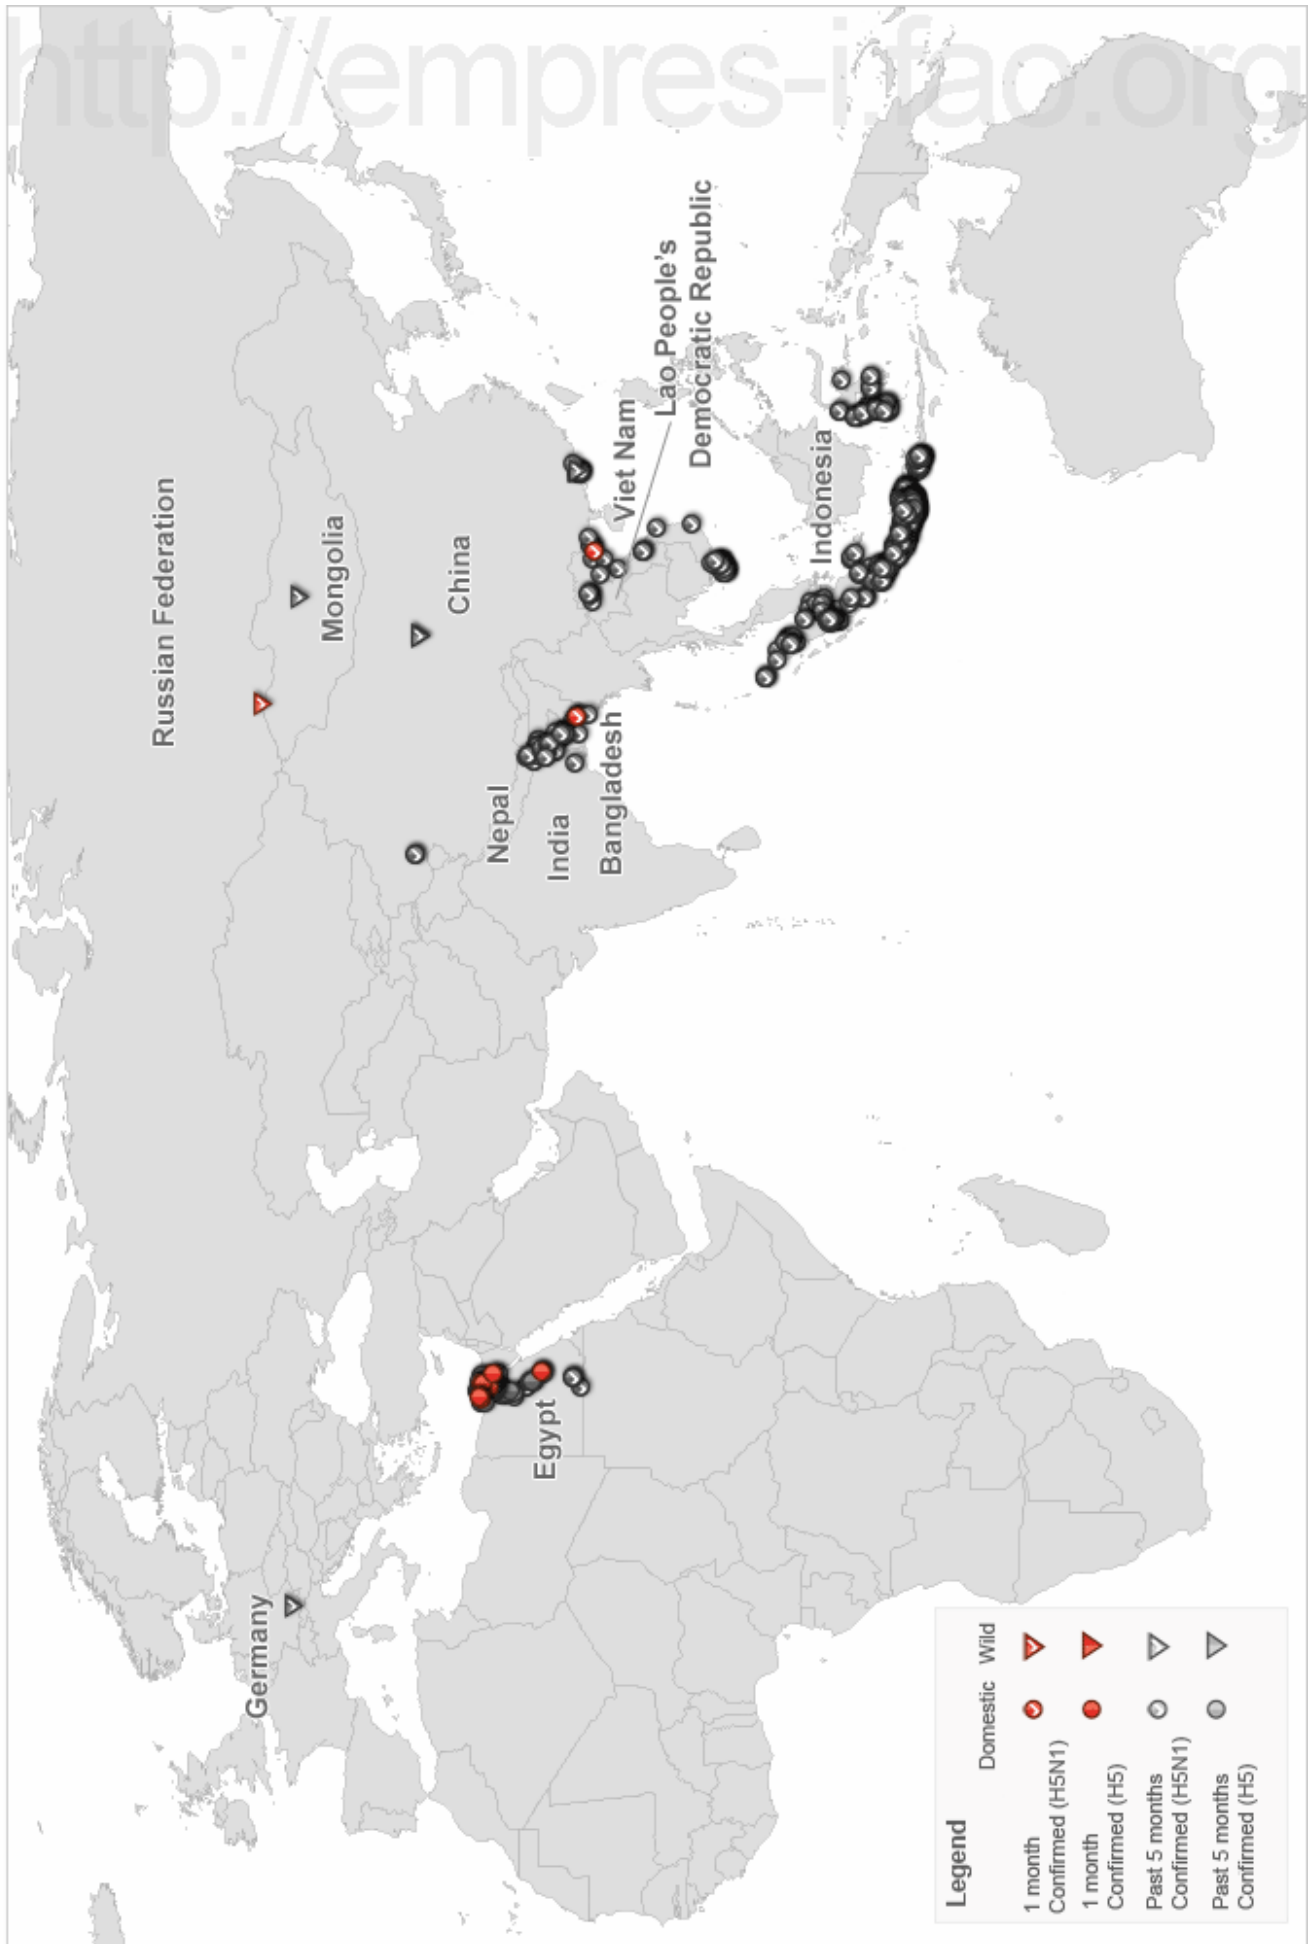 http://empres-i.fao.org
Russian Federation
Mongolia
China
Germany
Nepal
India
Bangladesh
Viet Nam
Lao People's
Democratic Republic
Indonesia
Egypt
Legend
Domestic Wild
1 month
Confirmed (H5N1)
1 month
Confirmed (H5)
Past 5 months
Confirmed (H5N1)
Past 5 months
Confirmed (H5)